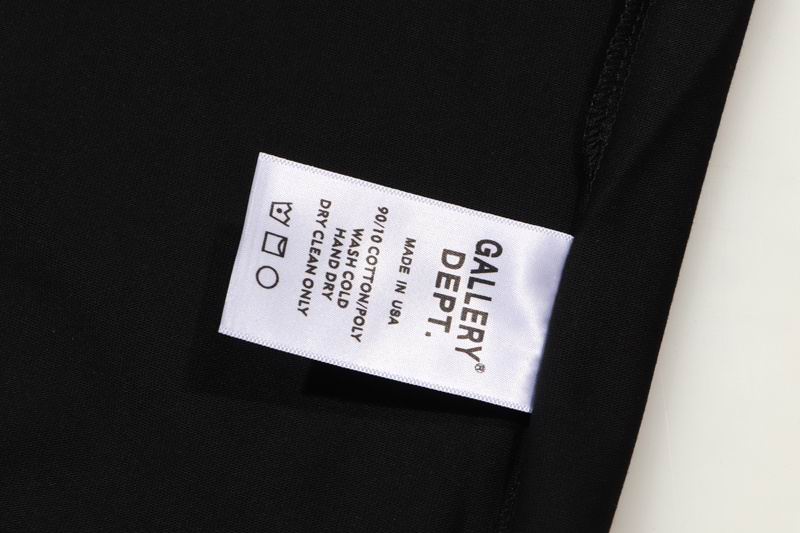 GALLERY
DEPT.®
MADE IN USA
90/10 COTTON/POLY
WASH COLD
HAND DRY
DRY CLEAN ONLY